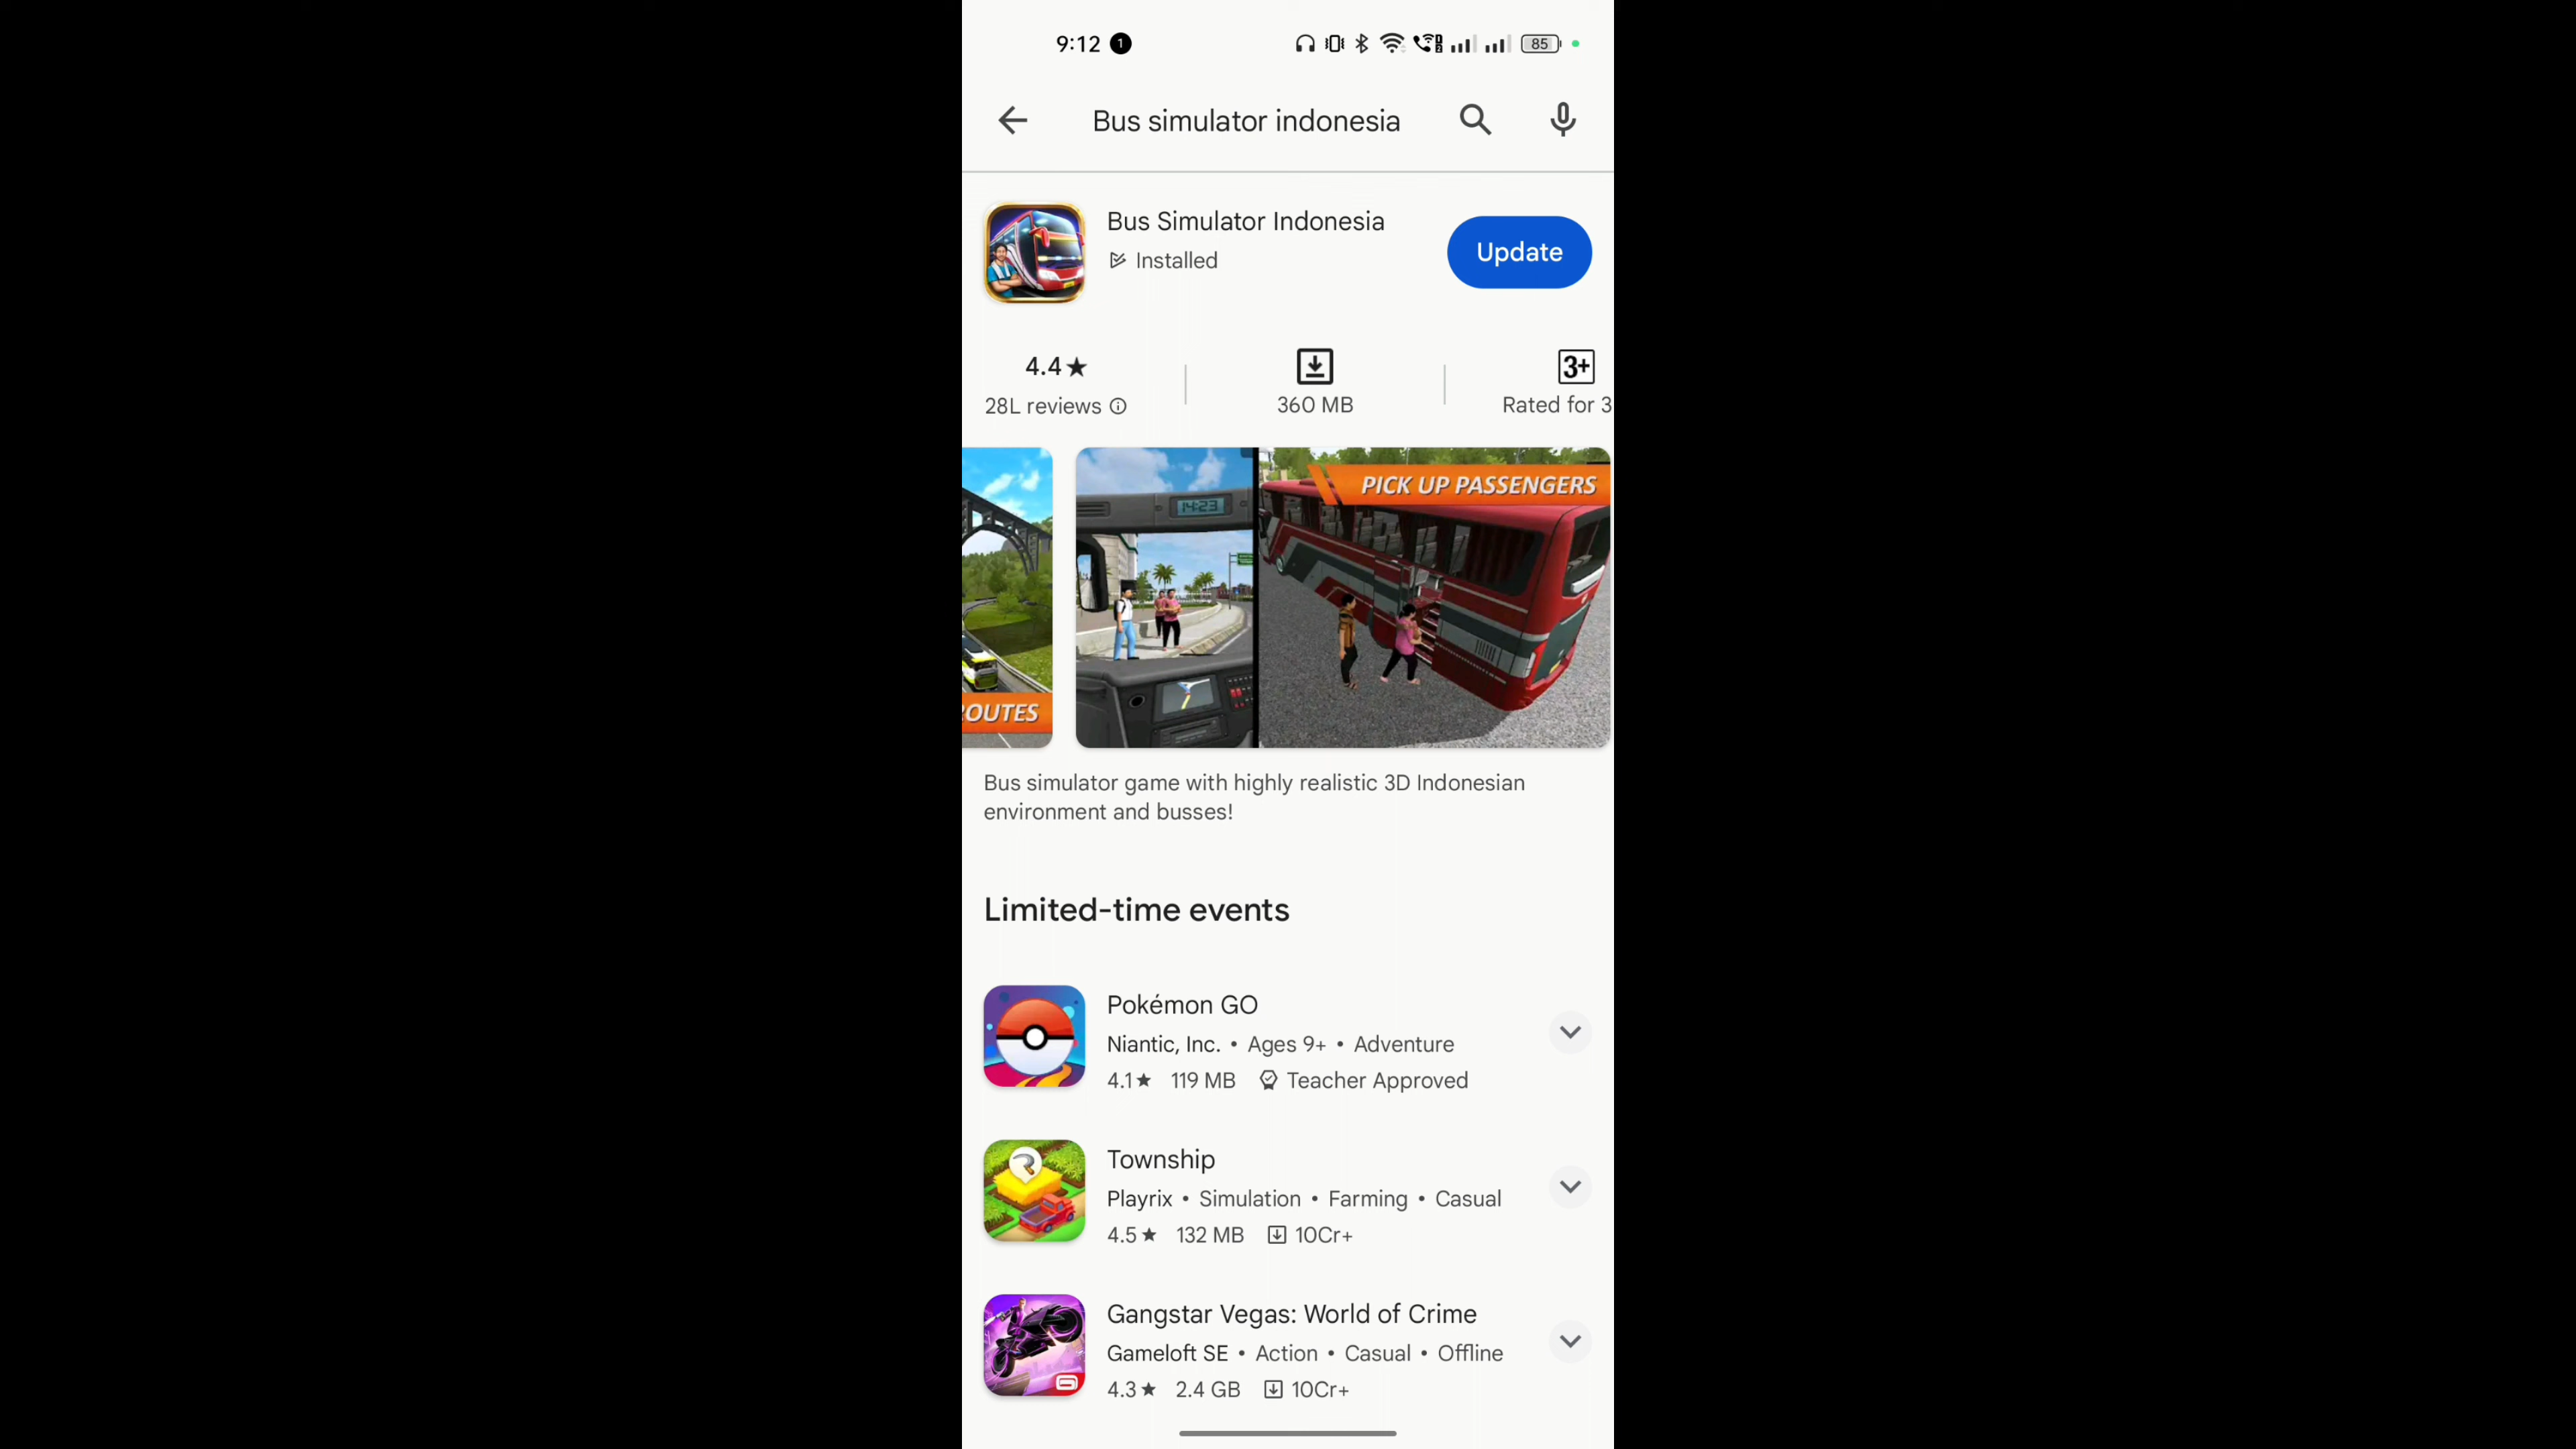 9:12 1
85
Bus simulator indonesia
Bus Simulator Indonesia
Installed
Update
4.4★
28L reviews
360 MB
3+
Rated for 3
ROUTES
14:23
PICK UP PASSENGERS
Bus simulator game with highly realistic 3D Indonesian
environment and busses!
Limited-time events
Pokémon GO
Niantic, Inc. • Ages 9+ • Adventure
4.1★ 119 MB Teacher Approved
Township
Playrix • Simulation • Farming • Casual
4.5★ 132 MB 10Cr+
Gangstar Vegas: World of Crime
Gameloft SE • Action • Casual • Offline
4.3★ 2.4 GB 10Cr+